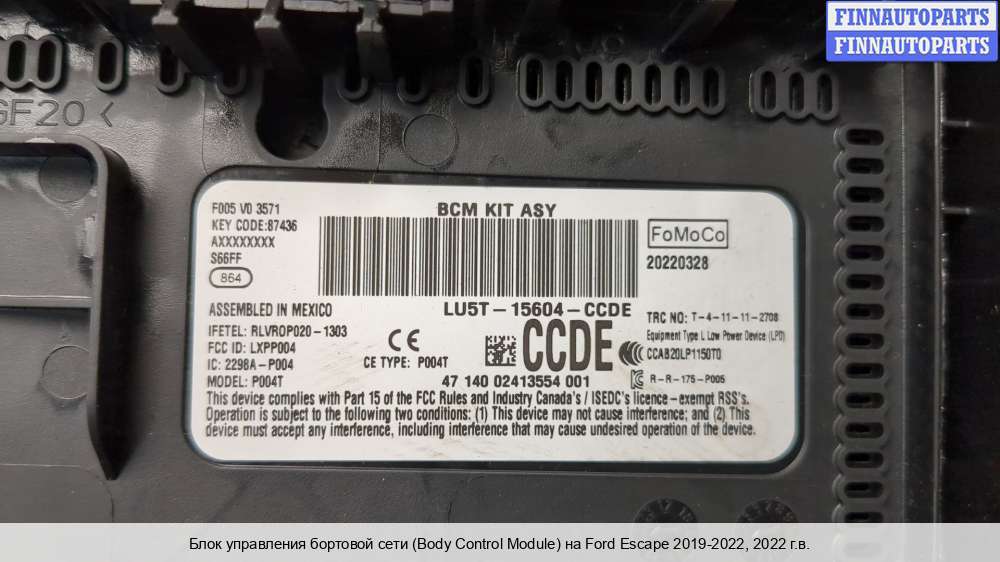 FINNAUTOPARTS
FINNAUTOPARTS
GF20 <
F005 V0 3571
KEY CODE:87436
AXXXXXXXX
S66FF
864
BCM KIT ASY
FoMoCo
20220328
ASSEMBLED IN MEXICO
LU5T-15604-CCDE
IFETEL: RLVROP020-1303
FCC ID: LXPP004
IC: 2298A-P004
MODEL: P004T
CE
CE TYPE: P004T
CCDE
47 140 02413554 001
TRC NO: T-4-11-11-2708
Equipment Type L Low Power Device (LPD)
CCAB20LP1150T0
R-R-175-P005
This device complies with Part 15 of the FCC Rules and Industry Canada's / ISEDC's licence-exempt RSS's.
Operation is subject to the following two conditions: (1) This device may not cause interference; and (2) This
device must accept any interference, including interference that may cause undesired operation of the device.
Блок управления бортовой сети (Body Control Module) на Ford Escape 2019-2022, 2022 г.в.